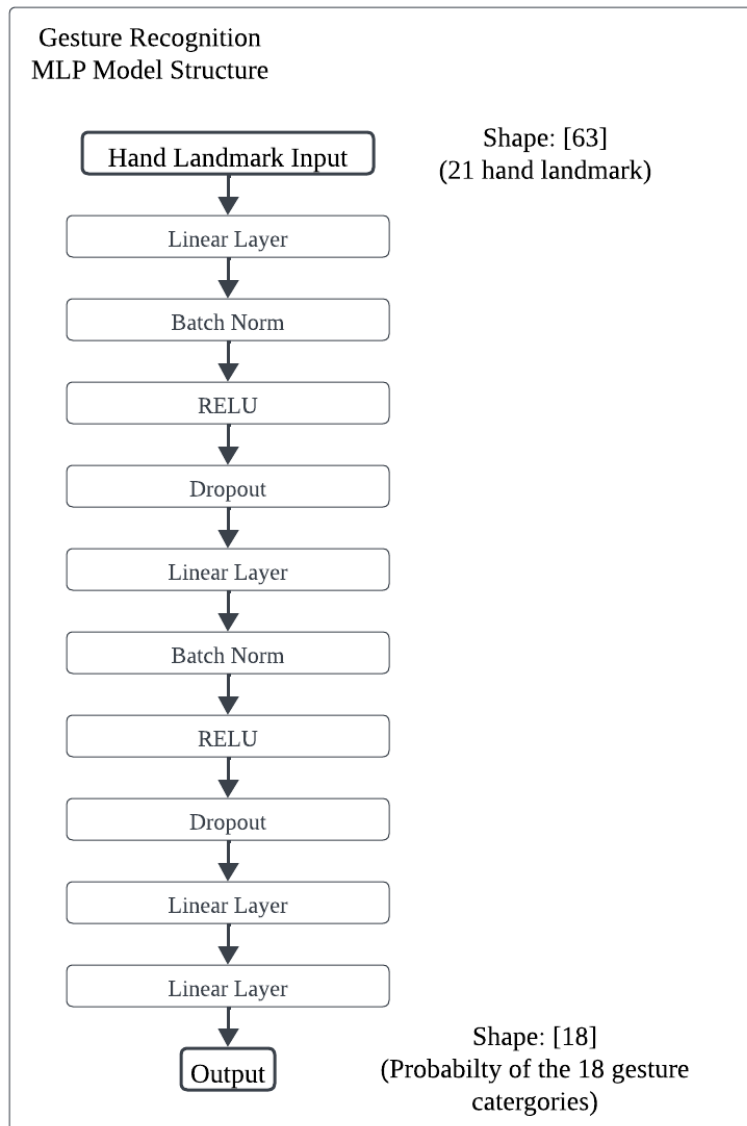 Gesture Recognition
MLP Model Structure
Hand Landmark Input
Shape: [63]
(21 hand landmark)
Linear Layer
Batch Norm
RELU
Dropout
Linear Layer
Batch Norm
RELU
Dropout
Linear Layer
Linear Layer
Output
Shape: [18]
(Probabilty of the 18 gesture
catergories)